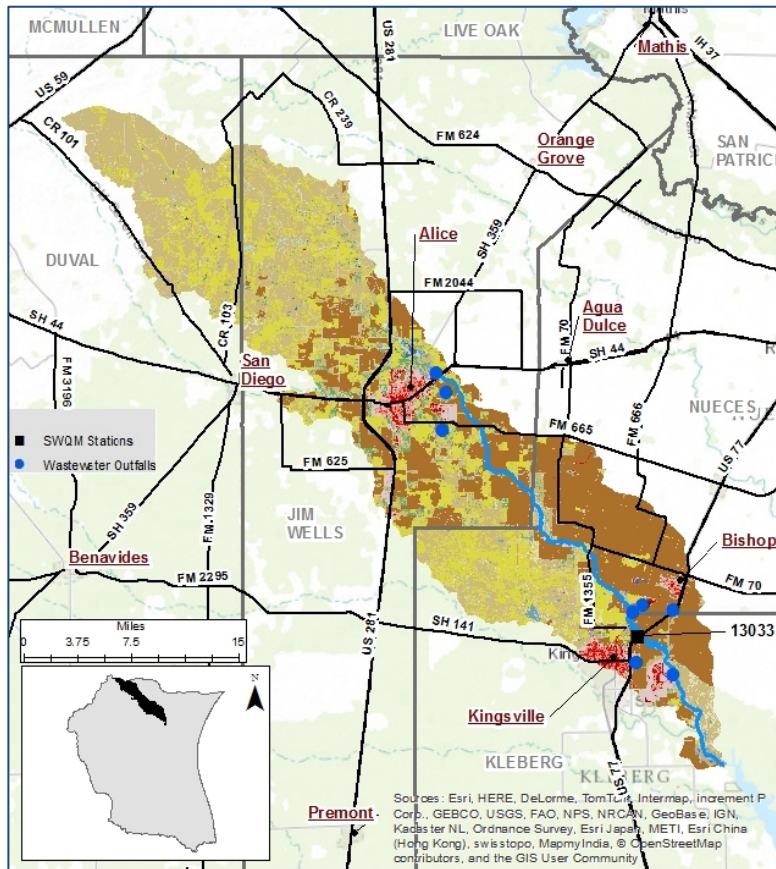 MCMULLEN
LIVE OAK
Mathis
IH 37
US 281
US 59
CR 101
CR 239
FM 624
Orange
Grove
SAN
PATRIC
DUVAL
Alice
SH 359
FM 2044
CR 103
SH 44
FM 70
Agua
Dulce
SH 44
San
Diego
FM 3196
FM 665
FM 666
NUECES
US 77
SWQM Stations
Wastewater Outfalls
FM 625
SH 359
FM 1329
JIM
WELLS
Benavides
Bishop
FM 2295
FM 1355
FM 70
Miles
0 3.75 7.5 15
US 281
SH 141
13033
N
Kingsville
KLEBERG
KLEBERG
US 77
Premont
Sources: Esri, HERE, DeLorme, TomTom, Intermap, increment P
Corp., GEBCO, USGS, FAO, NPS, NRCAN, GeoBase, IGN,
Kadaster NL, Ordnance Survey, Esri Japan, METI, Esri China
(Hong Kong), swisstopo, MapmyIndia, © OpenStreetMap
contributors, and the GIS User Community